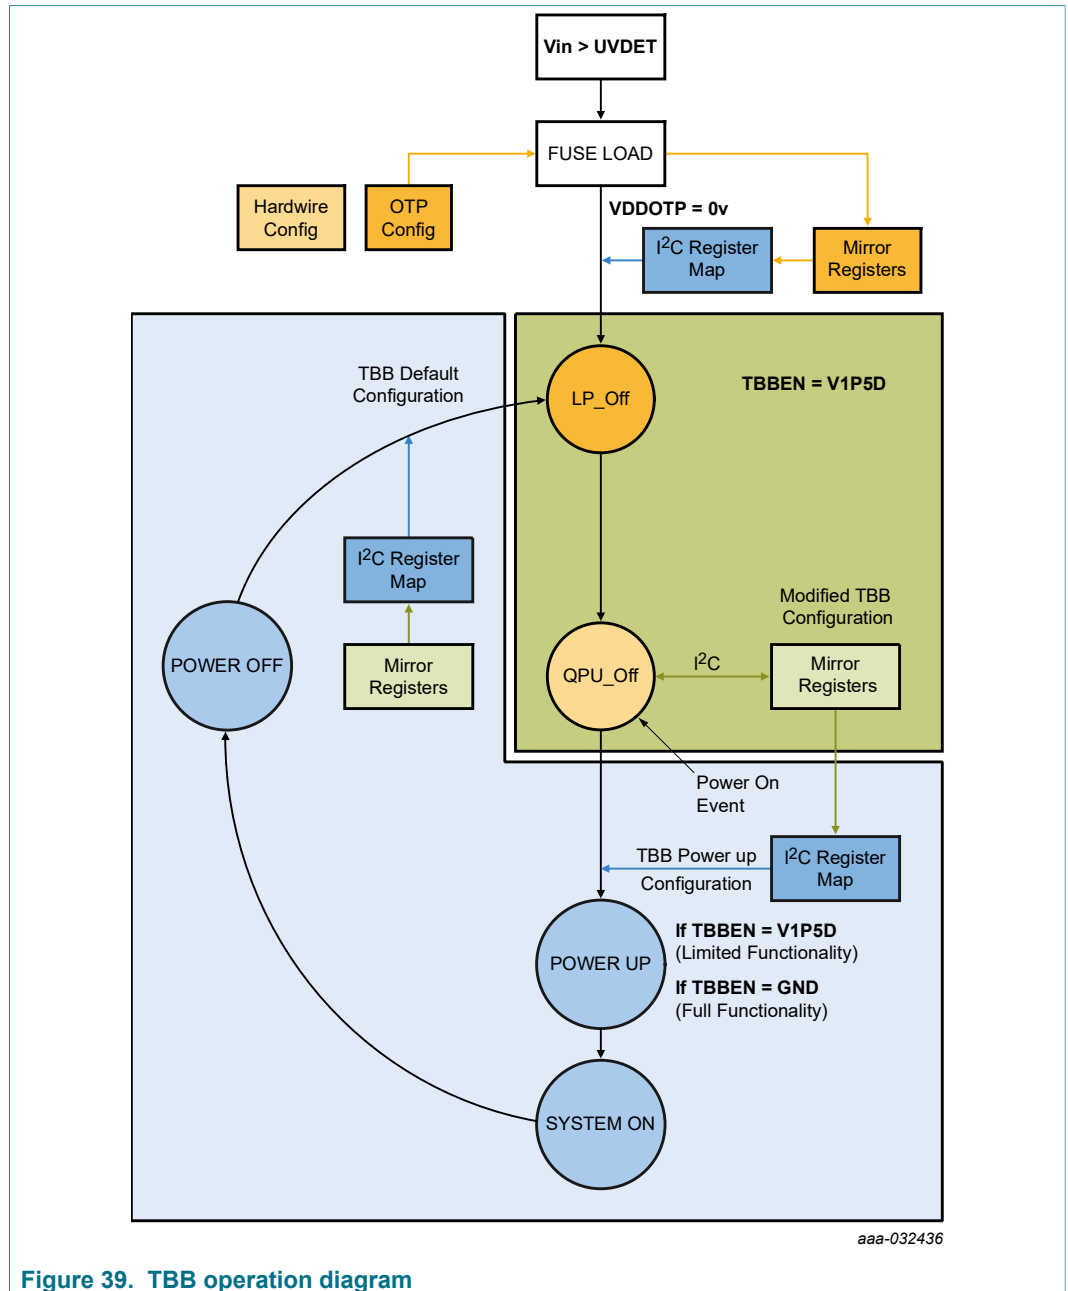 Vin > UVDET
FUSE LOAD
Hardwire
Config
OTP
Config
VDDOTP = 0v
I2C Register
Map
Mirror
Registers
TBB Default
Configuration
LP_Off
TBBEN = V1P5D
I2C Register
Map
Mirror
Registers
POWER OFF
Modified TBB
Configuration
QPU_Off
I2C
Mirror
Registers
Power On
Event
TBB Power up
Configuration
I2C Register
Map
POWER UP
If TBBEN = V1P5D
(Limited Functionality)
If TBBEN = GND
(Full Functionality)
SYSTEM ON
aaa-032436
Figure 39. TBB operation diagram